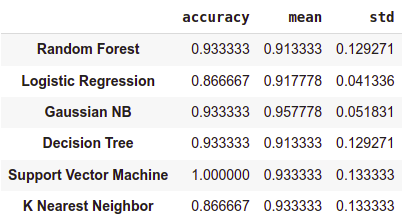 accuracy mean std
Random Forest 0.933333 0.913333 0.129271
Logistic Regression 0.866667 0.917778 0.041336
Gaussian NB 0.933333 0.957778 0.051831
Decision Tree 0.933333 0.913333 0.129271
Support Vector Machine 1.000000 0.933333 0.133333
K Nearest Neighbor 0.866667 0.933333 0.133333